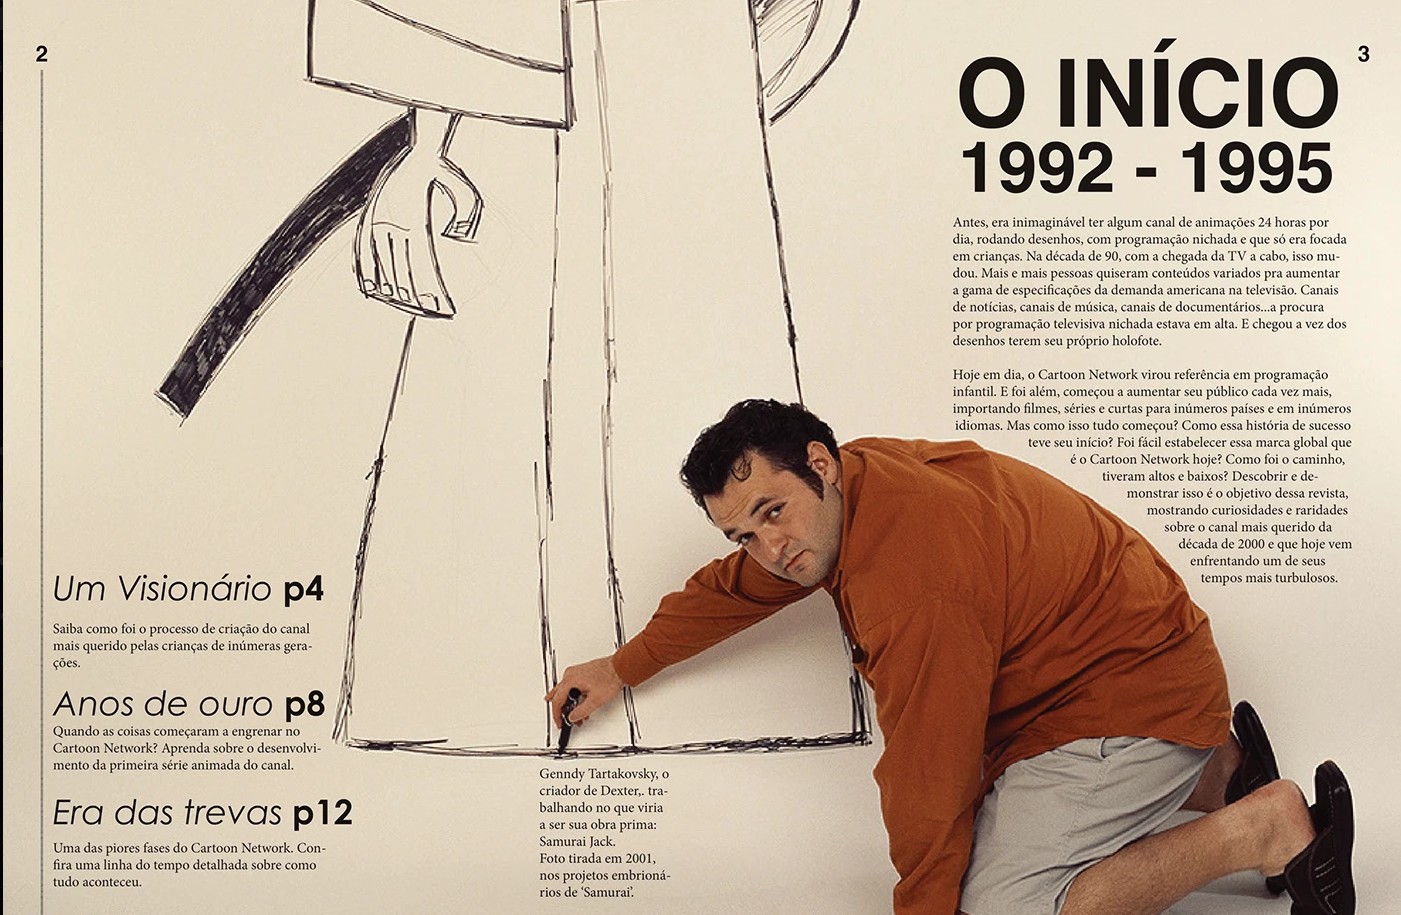 2
Um Visionário p4
Saiba como foi o processo de criação do canal
mais querido pelas crianças de inúmeras gera-
ções.
Anos de ouro p8
Quando as coisas começaram a engrenar no
Cartoon Network? Aprenda sobre o desenvolvi-
mento da primeira série animada do canal.
Era das trevas p12
Uma das piores fases do Cartoon Network. Con-
fira uma linha do tempo detalhada sobre como
tudo aconteceu.
Genndy Tartakovsky, o
criador de Dexter,. tra-
balhando no que viria
a ser sua obra prima:
Samurai Jack.
Foto tirada em 2001,
nos projetos embrioná-
rios de ‘Samurai’.
3
O INÍCIO
1992 - 1995
Antes, era inimaginável ter algum canal de animações 24 horas por
dia, rodando desenhos, com programação nichada e que só era focada
em crianças. Na década de 90, com a chegada da TV a cabo, isso mu-
dou. Mais e mais pessoas quiseram conteúdos variados pra aumentar
a gama de especificações da demanda americana na televisão. Canais
de notícias, canais de música, canais de documentários...a procura
por programação televisiva nichada estava em alta. E chegou a vez dos
desenhos terem seu próprio holofote.
Hoje em dia, o Cartoon Network virou referência em programação
infantil. E foi além, começou a aumentar seu público cada vez mais,
importando filmes, séries e curtas para inúmeros países e em inúmeros
idiomas. Mas como isso tudo começou? Como essa história de sucesso
teve seu início? Foi fácil estabelecer essa marca global que
é o Cartoon Network hoje? Como foi o caminho,
tiveram altos e baixos? Descobrir e de-
monstrar isso é o objetivo dessa revista,
mostrando curiosidades e raridades
sobre o canal mais querido da
década de 2000 e que hoje vem
enfrentando um de seus
tempos mais turbulosos.